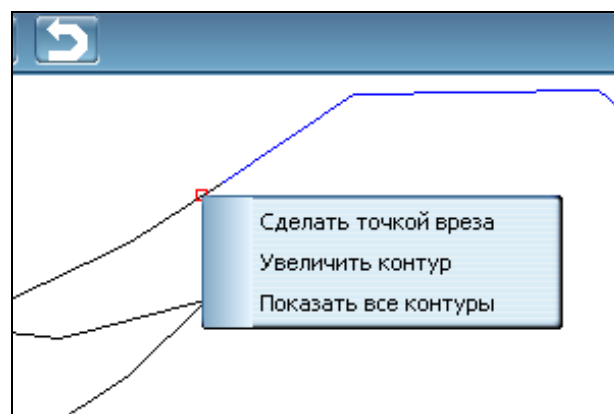 Сделать точкой вреза
Увеличить контур
Показать все контуры